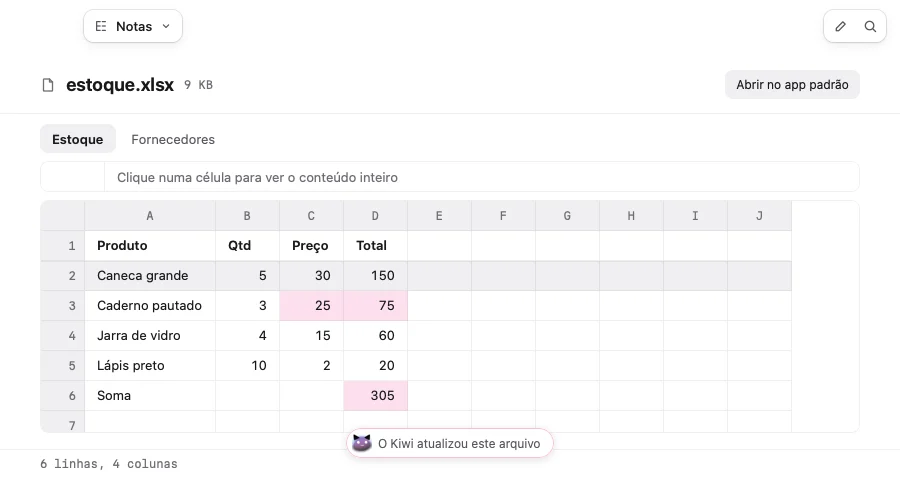 Notas
estoque.xlsx 9 KB
Abrir no app padrão
Estoque Fornecedores
Clique numa célula para ver o conteúdo inteiro
A B C D E F G H I J
1 Produto Qtd Preço Total
2 Caneca grande 5 30 150
3 Caderno pautado 3 25 75
4 Jarra de vidro 4 15 60
5 Lápis preto 10 2 20
6 Soma 305
7
O Kiwi atualizou este arquivo
6 linhas, 4 colunas